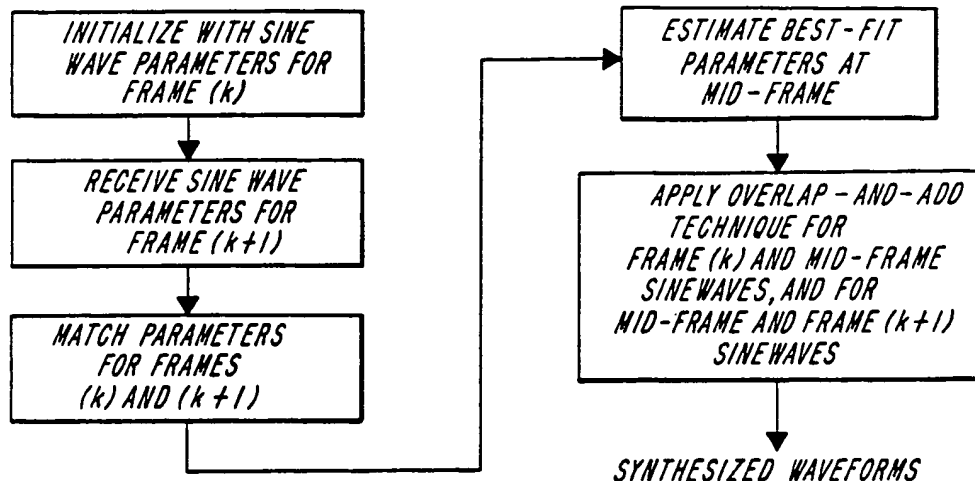 INITIALIZE WITH SINE
WAVE PARAMETERS FOR
FRAME (k)
RECEIVE SINE WAVE
PARAMETERS FOR
FRAME (k+1)
MATCH PARAMETERS
FOR FRAMES
(k) AND (k+1)
ESTIMATE BEST-FIT
PARAMETERS AT
MID-FRAME
APPLY OVERLAP-AND-ADD
TECHNIQUE FOR
FRAME (k) AND MID-FRAME
SINEWAVES, AND FOR
MID-FRAME AND FRAME (k+1)
SINEWAVES
SYNTHESIZED WAVEFORMS